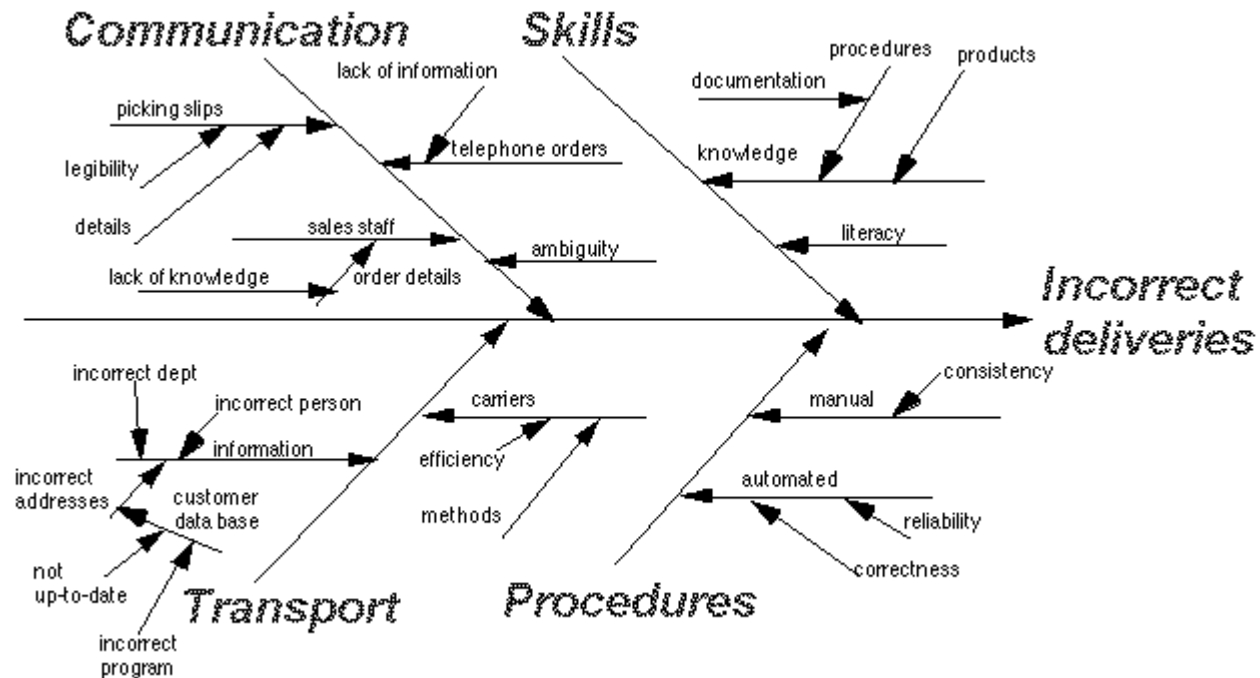 Communication
Skills
procedures
products
lack of information
documentation
picking slips
telephone orders
knowledge
legibility
details
sales staff
literacy
ambiguity
lack of knowledge
order details
Incorrect
deliveries
incorrect dept
consistency
incorrect person
carriers
manual
information
efficiency
incorrect
addresses
customer
data base
automated
methods
reliability
not
up-to-date
correctness
Transport
Procedures
incorrect
program